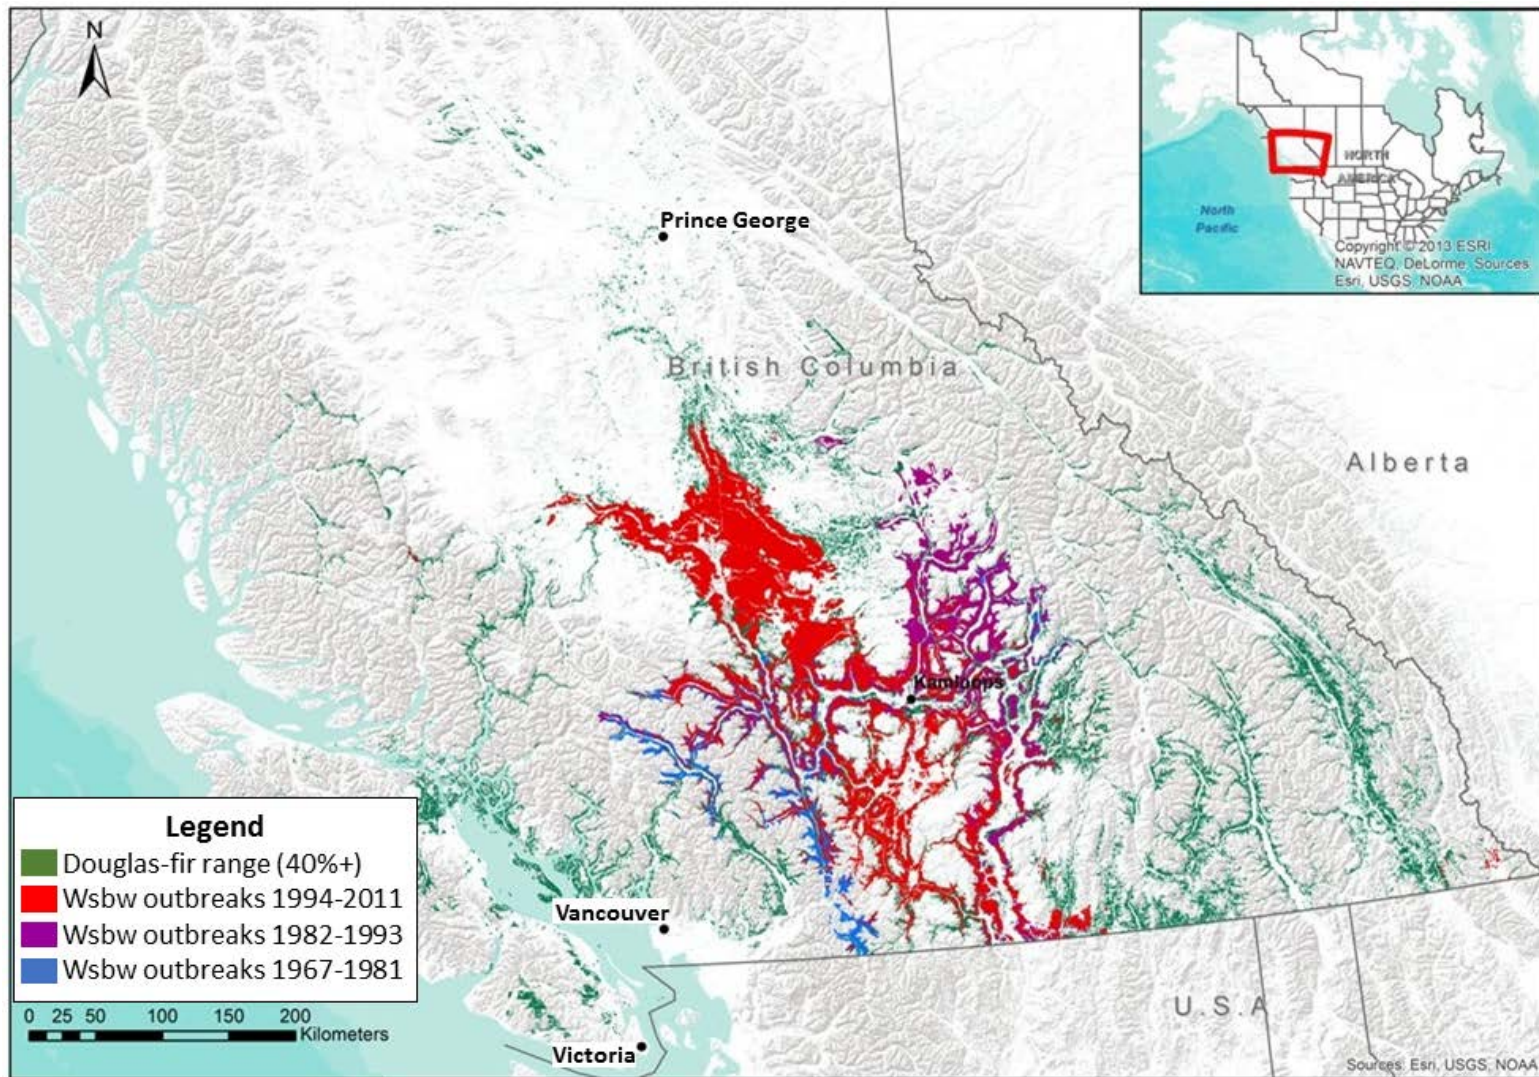 N
Prince George
British Columbia
Alberta
Kamloops
Vancouver
Victoria
U.S.A
NORTH
AMERICA
North
Pacific
Copyright © 2013 ESRI
NAVTEQ, DeLorme, Sources
Esri, USGS, NOAA
Legend
Douglas-fir range (40%+)
Wsbw outbreaks 1994-2011
Wsbw outbreaks 1982-1993
Wsbw outbreaks 1967-1981
0 25 50 100 150 200
Kilometers
Sources: Esri, USGS, NOAA